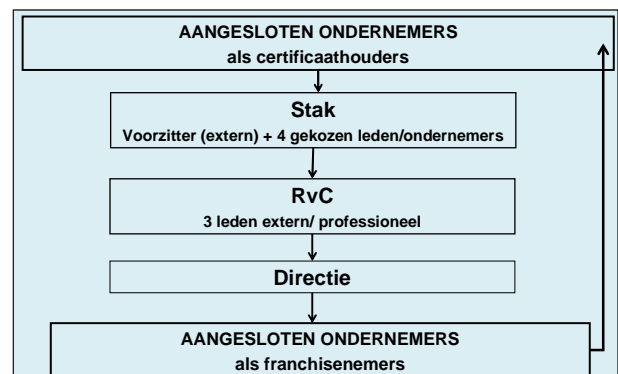 AANGESLOTEN ONDERNEMERS
als certificaathouders
Stak
Voorzitter (extern) + 4 gekozen leden/ondernemers
RvC
3 leden extern/ professioneel
Directie
AANGESLOTEN ONDERNEMERS
als franchisenemers